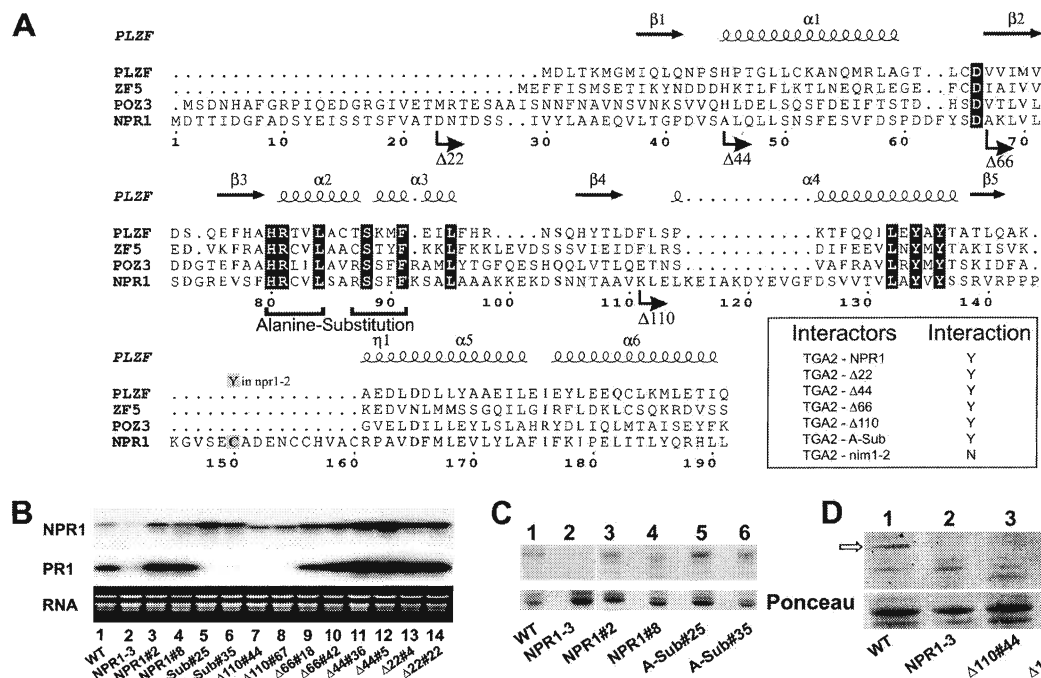 A
PLZF
β1 α1 β2
PLZF . . . . . . . . . . . . . . . . . . . . . . . . . . . . . . . MDLTKMGMIQLQNPSHPTGLLCKANQMRLAGT..LCDVVIMV
ZF5 . . . . . . . . . . . . . . . . . . . . . . . . . . . . . MEFFISMSETIKYNDDDHKTLFLKTLNEQRLEGE..FCDIAIVV
POZ3 MSDNHAFGRPIQEDGRGIVETMRTESAAISNNFNAVNSVNKSVVQHLDELSQSFDEIFTSTD..HSDVTLVL
NPR1 MDTTIDGFADSYEISSTSFVATDNTDSS..IVYLAAEQVLTGPDVSALQLLSNSFESVFDSPDDFYSDAKLVL
1 10 20 30 40 50 60 70
Δ22 Δ44 Δ66
PLZF
β3 α2 α3 β4 α4 β5
PLZF DS.QEFHAHRTVLACTSKMF.EILFHR...NSQHYTLDFLSP...........KTFQQILEYAYTATLQAK.
ZF5 ED.VKFRAHRCVLAACSTYF.KKLFKKLEVDSSSVIEIDFLRS...........DIFEEVLNYMYTAKISVK.
POZ3 DDGTEFAAHRLILAVRSSFFRAMLYTGFQESHQQLVTLQETNS...........VAFRAVLRYMYTSKIDFA.
NPR1 SDGREVSFHRCVLSARSSFFKSALAAAKKEKDSNNTAAVKLELKEIAKDYEVGFDSVVTVLAYVYSSRVRPPP
80 90 100 110 120 130 140
Alanine-Substitution
Δ110
PLZF
η1 α5 α6
Y in npr1-2
PLZF . . . . . . . . . . . . . . . . AEDLDDLLYAAEILEIEYLEEQCLKMLETIQ
ZF5 . . . . . . . . . . . . . . . . KEDVNLMMSSGQILGIRFLDKLCSQKRDVSS
POZ3 . . . . . . . . . . . . . . . . GVELDILLEYLSLAHRYDLIQLMTAISEYFK
NPR1 KGVSECADENCCHVACRPAVDFMLEVLYLAFIFKIPELITLYQRHLL
150 160 170 180 190
Interactors Interaction
TGA2 - NPR1 Y
TGA2 - Δ22 Y
TGA2 - Δ44 Y
TGA2 - Δ66 Y
TGA2 - Δ110 Y
TGA2 - A-Sub Y
TGA2 - nim1-2 N
B
NPR1
PR1
RNA
1 2 3 4 5 6 7 8 9 10 11 12 13 14
WT NPR1-3 NPR1#2 NPR1#8 Sub#25 Sub#35 Δ110#44 Δ110#67 Δ66#18 Δ66#42 Δ44#36 Δ44#5 Δ22#4 Δ22#22
C
1 2 3 4 5 6
WT NPR1-3 NPR1#2 NPR1#8 A-Sub#25 A-Sub#35
Ponceau
D
1 2 3
WT NPR1-3 Δ110#44